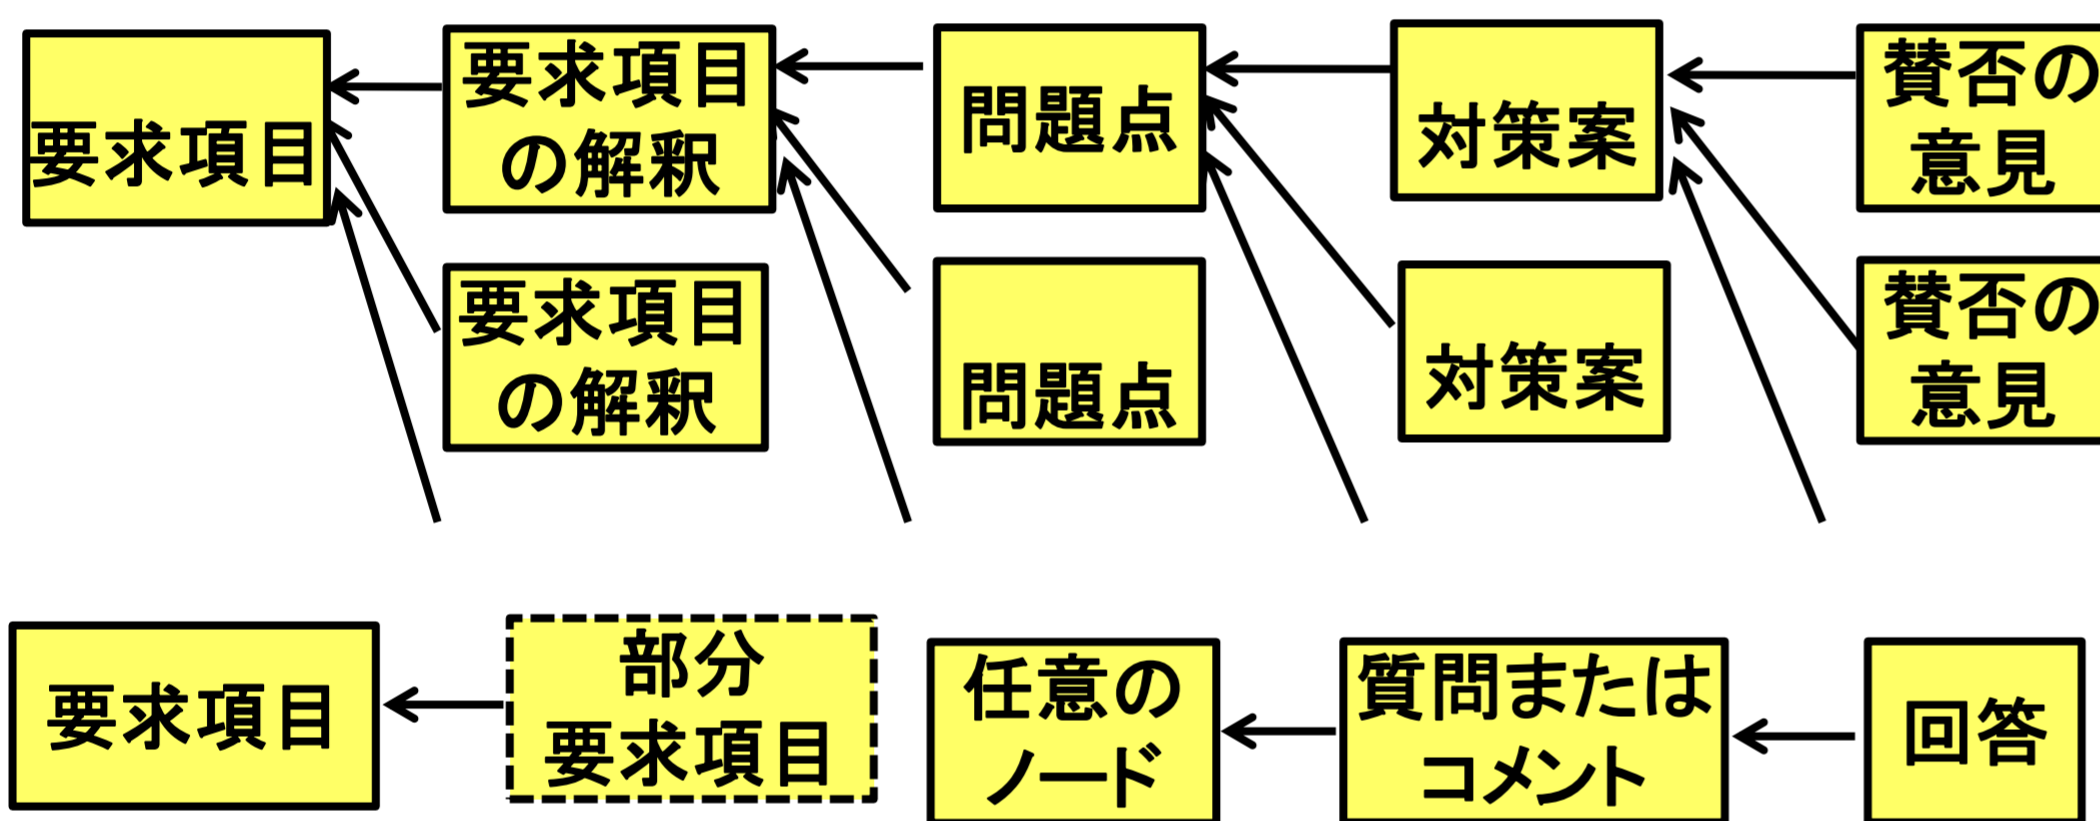 要求項目
要求項目
の解釈
問題点
対策案
賛否の
意見
要求項目
の解釈
問題点
対策案
賛否の
意見
要求項目
部分
要求項目
任意の
ノード
質問または
コメント
回答